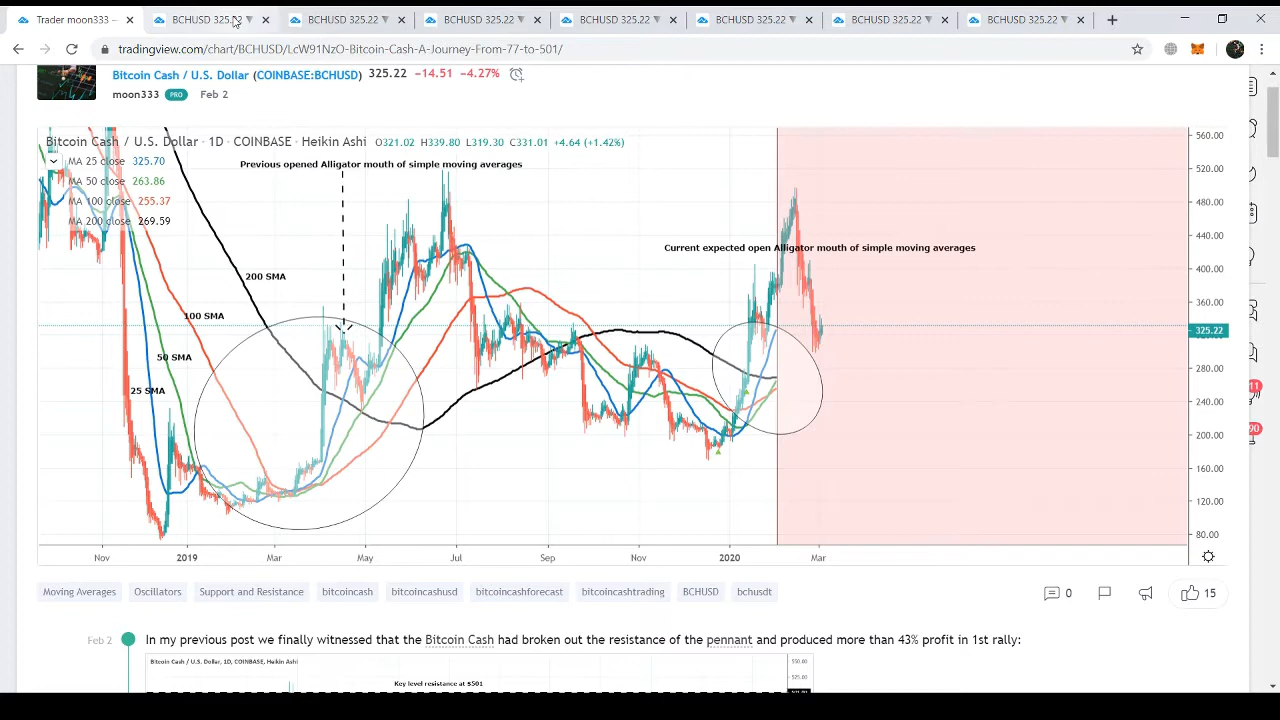 Trader moon333 –
BCHUSD 325.22 ▼
BCHUSD 325.22 ▼
BCHUSD 325.22 ▼
BCHUSD 325.22 ▼
BCHUSD 325.22 ▼
BCHUSD 325.22 ▼
BCHUSD 325.22 ▼
tradingview.com/chart/BCHUSD/LcW91NzO-Bitcoin-Cash-A-Journey-From-77-to-501/
Bitcoin Cash / U.S. Dollar (COINBASE:BCHUSD) 325.22 −14.51 −4.27%
moon333 PRO Feb 2
Bitcoin Cash / U.S. Dollar · 1D · COINBASE · Heikin Ashi O321.02 H339.80 L319.30 C331.01 +4.64 (+1.42%)
MA 25 close 325.70
MA 50 close 263.86
MA 100 close 255.37
MA 200 close 269.59
Previous opened Alligator mouth of simple moving averages
Current expected open Alligator mouth of simple moving averages
200 SMA
100 SMA
50 SMA
25 SMA
560.00
520.00
480.00
440.00
400.00
360.00
325.22
280.00
240.00
200.00
160.00
120.00
80.00
11
90
Nov 2019 Mar May Jul Sep Nov 2020 Mar
Moving Averages Oscillators Support and Resistance bitcoincash bitcoincashusd bitcoincashforecast bitcoincashtrading BCHUSD bchusdt
0 15
Feb 2 In my previous post we finally witnessed that the Bitcoin Cash had broken out the resistance of the pennant and produced more than 43% profit in 1st rally:
Bitcoin Cash / U.S. Dollar, 1D, COINBASE, Heikin Ashi
Key level resistance at $501
550.00
525.00